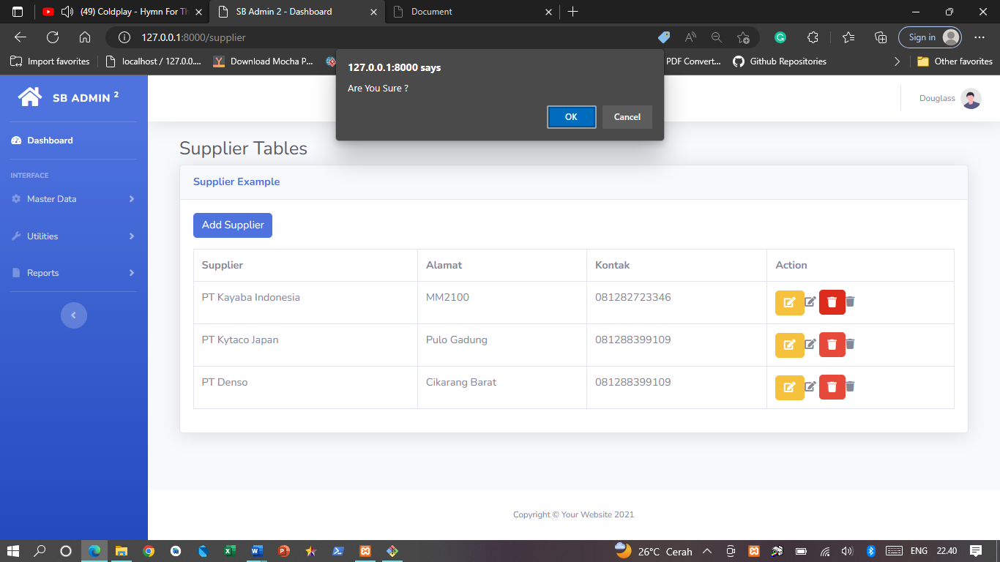 (49) Coldplay - Hymn For Th
SB Admin 2 - Dashboard
Document
127.0.0.1:8000/supplier
Sign in
Import favorites
localhost / 127.0.0....
Download Mocha P...
PDF Convert...
Github Repositories
Other favorites
127.0.0.1:8000 says
Are You Sure ?
OK
Cancel
SB ADMIN 2
Douglass
Dashboard
INTERFACE
Master Data
Utilities
Reports
Supplier Tables
Supplier Example
Add Supplier
Supplier Alamat Kontak Action
PT Kayaba Indonesia MM2100 081282723346
PT Kytaco Japan Pulo Gadung 081288399109
PT Denso Cikarang Barat 081288399109
Copyright © Your Website 2021
26°C Cerah
ENG
22.40